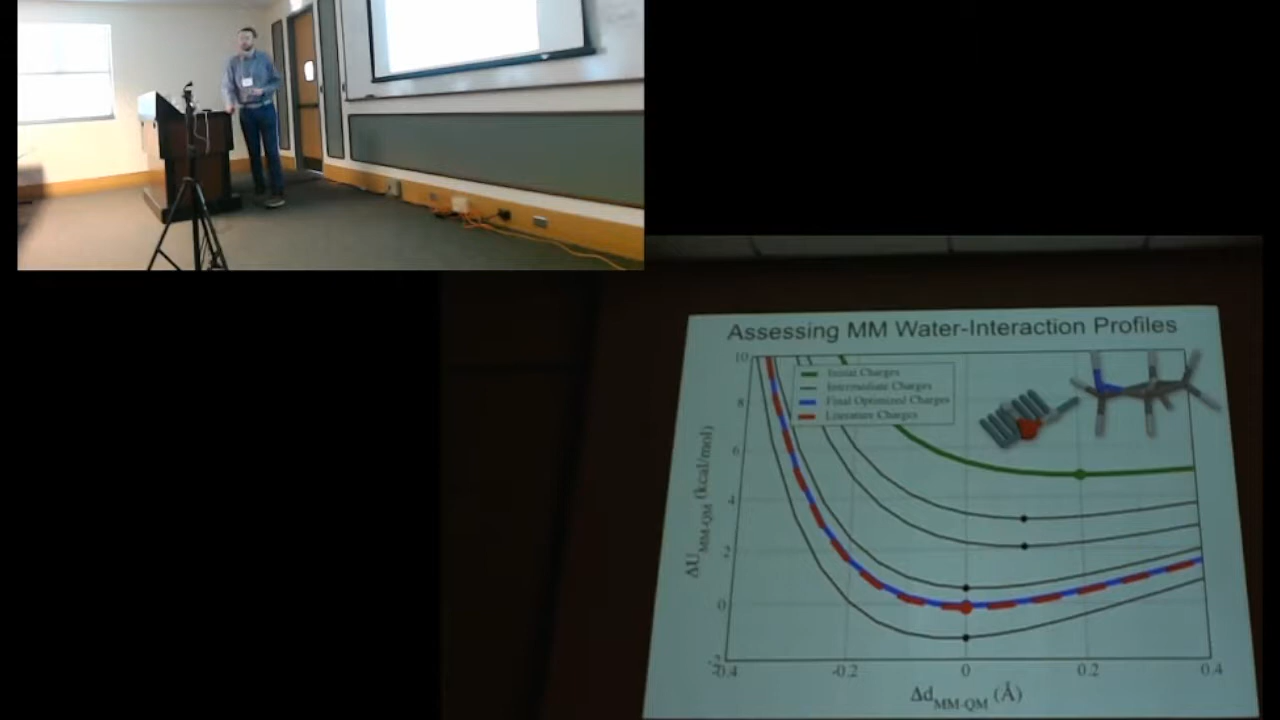 Assessing MM Water-Interaction Profiles
Initial Charges
Intermediate Charges
Final Optimized Charges
Literature Charges
10
8
6
4
2
0
-2
ΔU_MM-QM (kcal/mol)
-0.4
-0.2
0
0.2
0.4
Δd_MM-QM (Å)